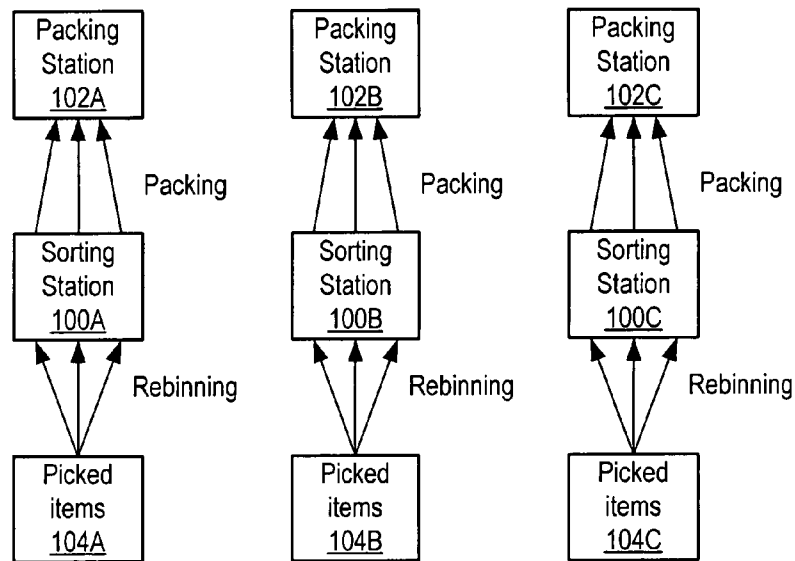 Packing
Station
102A
Packing
Station
102B
Packing
Station
102C
Packing
Packing
Packing
Sorting
Station
100A
Sorting
Station
100B
Sorting
Station
100C
Rebinning
Rebinning
Rebinning
Picked
items
104A
Picked
items
104B
Picked
items
104C